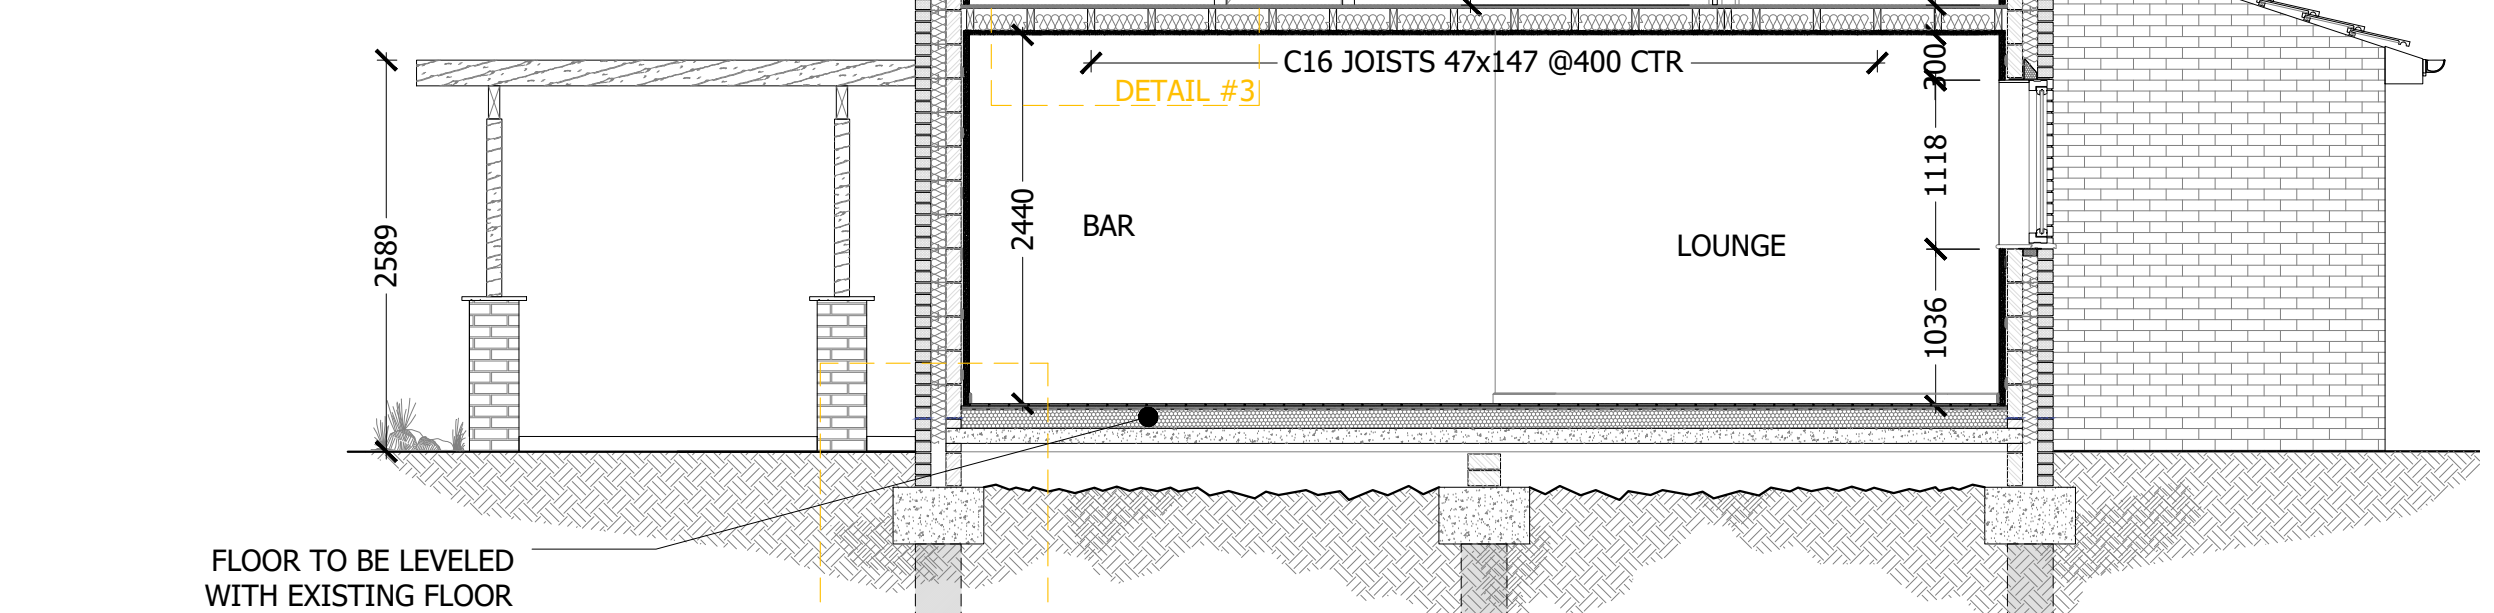 C16 JOISTS 47x147 @400 CTR
DETAIL #3
300
1118
1036
2440
2589
BAR
LOUNGE
FLOOR TO BE LEVELED
WITH EXISTING FLOOR